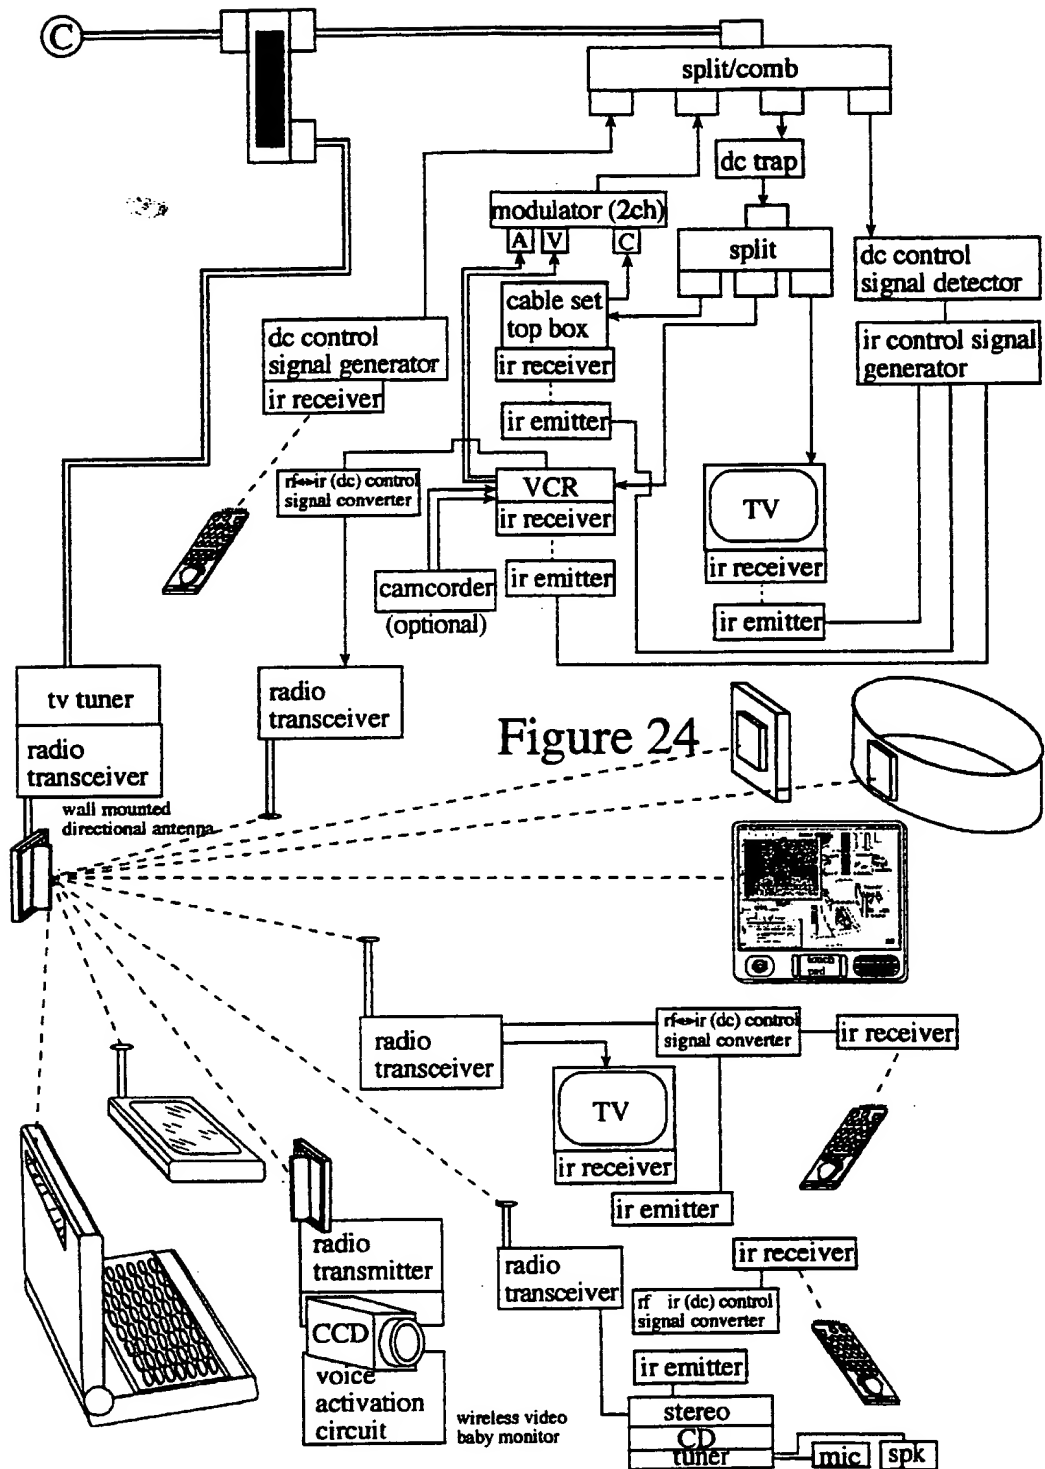 C
split/comb
dc trap
modulator (2ch)
A V C
split
dc control
signal detector
cable set
top box
ir receiver
dc control
signal generator
ir receiver
ir control signal
generator
ir emitter
rf↔ir (dc) control
signal converter
VCR
ir receiver
TV
ir receiver
camcorder
(optional)
ir emitter
ir emitter
tv tuner
radio
transceiver
radio
transceiver
Figure 24
wall mounted
directional antenna
touch
pad
radio
transceiver
rf↔ir (dc) control
signal converter
ir receiver
TV
ir receiver
ir emitter
radio
transmitter
CCD
voice
activation
circuit
wireless video
baby monitor
radio
transceiver
ir receiver
rf ir (dc) control
signal converter
ir emitter
stereo
CD
tuner
mic
spk